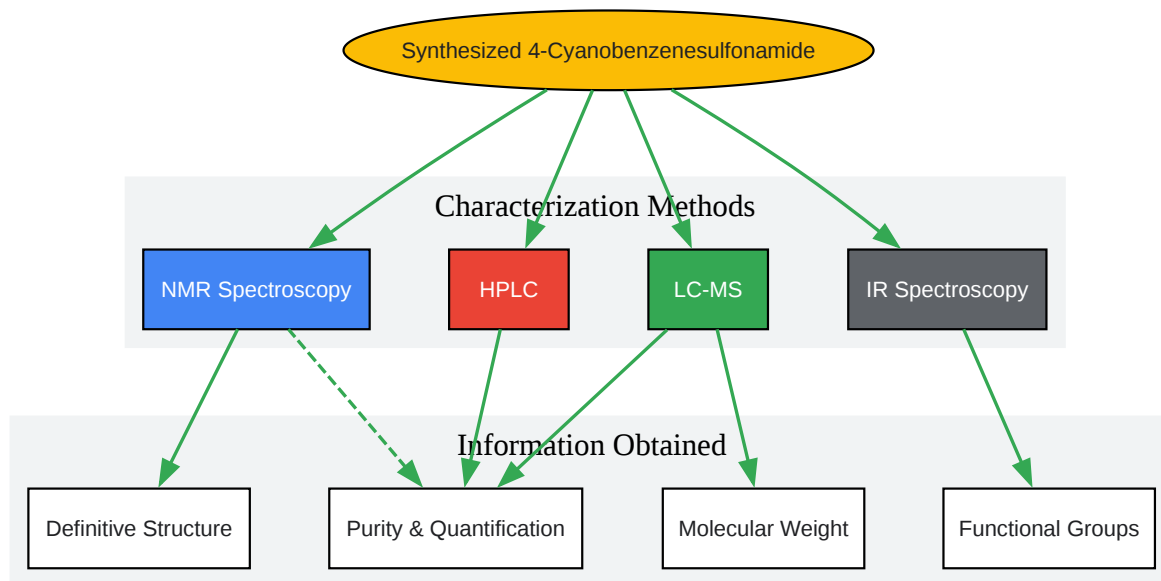 Synthesized 4-Cyanobenzenesulfonamide
Characterization Methods
NMR Spectroscopy
HPLC
LC-MS
IR Spectroscopy
Information Obtained
Definitive Structure
Purity & Quantification
Molecular Weight
Functional Groups